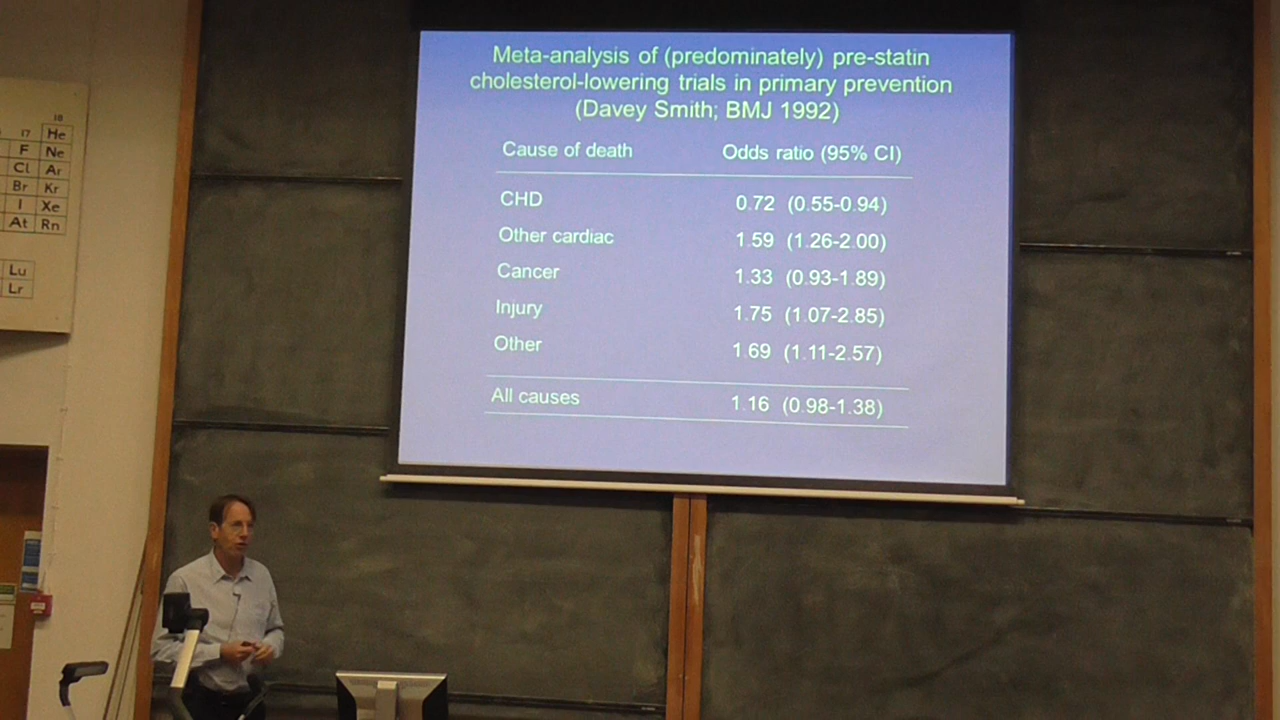 Meta-analysis of (predominately) pre-statin
cholesterol-lowering trials in primary prevention
(Davey Smith; BMJ 1992)
Cause of death Odds ratio (95% CI)
CHD 0.72 (0.55-0.94)
Other cardiac 1.59 (1.26-2.00)
Cancer 1.33 (0.93-1.89)
Injury 1.75 (1.07-2.85)
Other 1.69 (1.11-2.57)
All causes 1.16 (0.98-1.38)
18
17 He
F Ne
Cl Ar
Br Kr
I Xe
At Rn
Lu
Lr